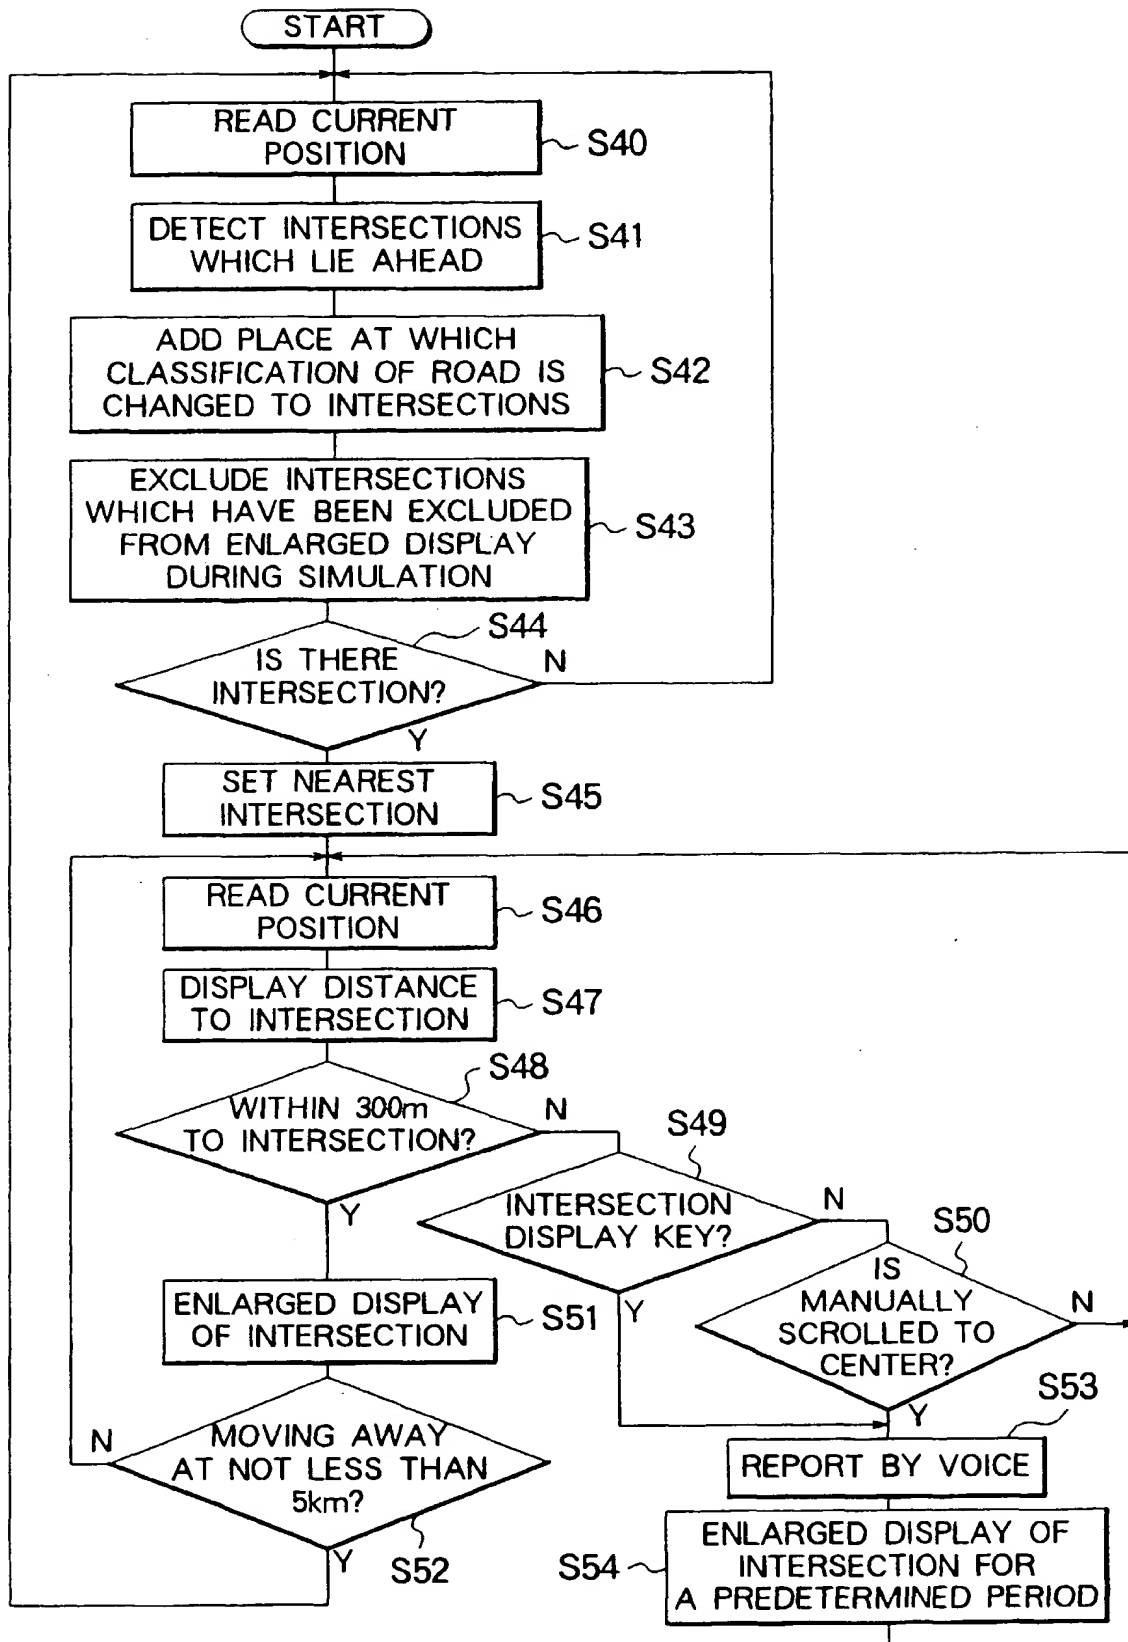 START
READ CURRENT
POSITION
S40
DETECT INTERSECTIONS
WHICH LIE AHEAD
S41
ADD PLACE AT WHICH
CLASSIFICATION OF ROAD IS
CHANGED TO INTERSECTIONS
S42
EXCLUDE INTERSECTIONS
WHICH HAVE BEEN EXCLUDED
FROM ENLARGED DISPLAY
DURING SIMULATION
S43
S44
IS THERE
INTERSECTION?
N
Y
SET NEAREST
INTERSECTION
S45
READ CURRENT
POSITION
S46
DISPLAY DISTANCE
TO INTERSECTION
S47
S48
WITHIN 300m
TO INTERSECTION?
N
Y
S49
INTERSECTION
DISPLAY KEY?
N
Y
S50
IS
MANUALLY
SCROLLED TO
CENTER?
N
Y
ENLARGED DISPLAY
OF INTERSECTION
S51
MOVING AWAY
AT NOT LESS THAN
5km?
N
Y
S52
S53
REPORT BY VOICE
S54
ENLARGED DISPLAY OF
INTERSECTION FOR
A PREDETERMINED PERIOD